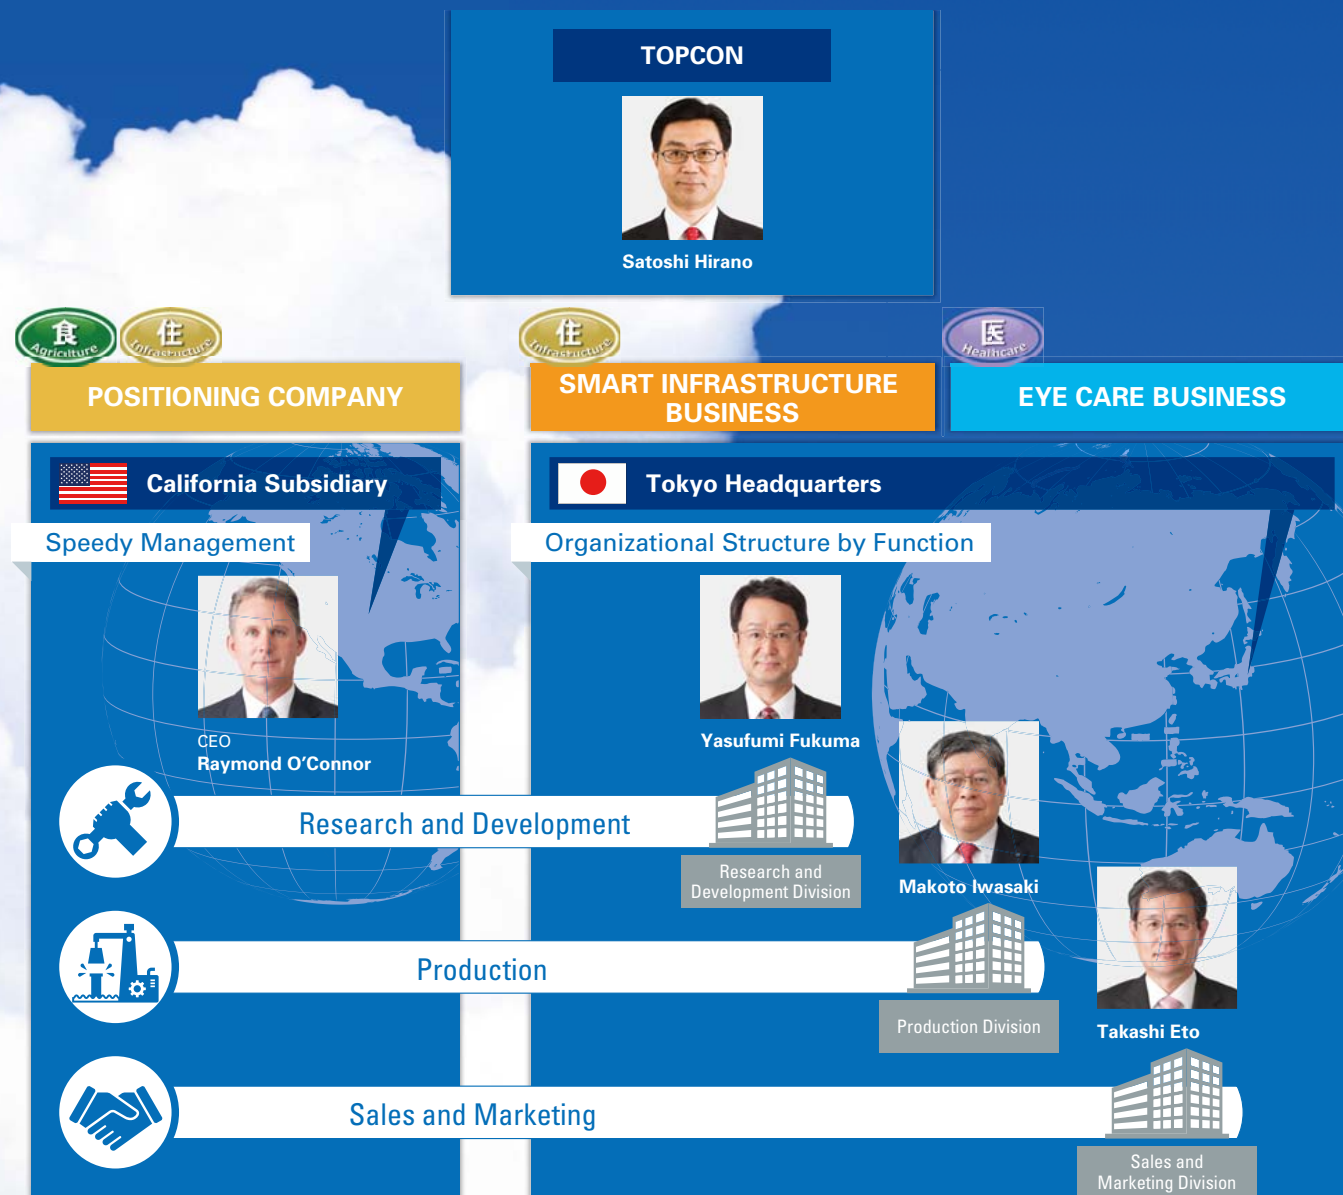 TOPCON
Satoshi Hirano
食
Agriculture
住
Infrastructure
住
Infrastructure
医
Healthcare
POSITIONING COMPANY
SMART INFRASTRUCTURE
BUSINESS
EYE CARE BUSINESS
California Subsidiary
Tokyo Headquarters
Speedy Management
Organizational Structure by Function
CEO
Raymond O'Connor
Yasufumi Fukuma
Makoto Iwasaki
Takashi Eto
Research and Development
Research and
Development Division
Production
Production Division
Sales and Marketing
Sales and
Marketing Division